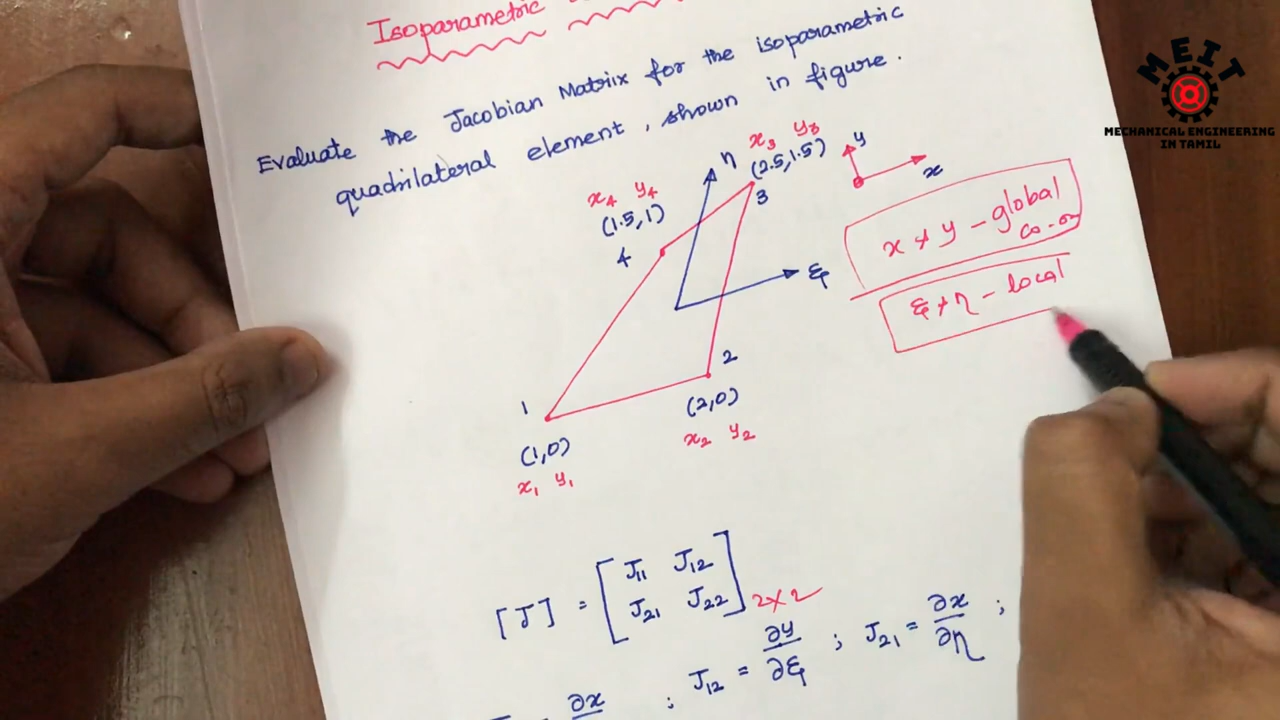 Isoparametric
Evaluate the Jacobian Matrix for the isoparametric
quadrilateral element, shown in figure.
MEIT
MECHANICAL ENGINEERING
IN TAMIL
η
x3 y3
(2.5,1.5)
3
y
x
x4 y4
(1.5,1)
4
ξ
x & y - global
co-or
ξ & η - local
1
(1,0)
x1 y1
2
(2,0)
x2 y2
[J] = [J11 J12
J21 J22] 2×2
∂x ; J12 = ∂y/∂ξ ; J21 = ∂x/∂η ;